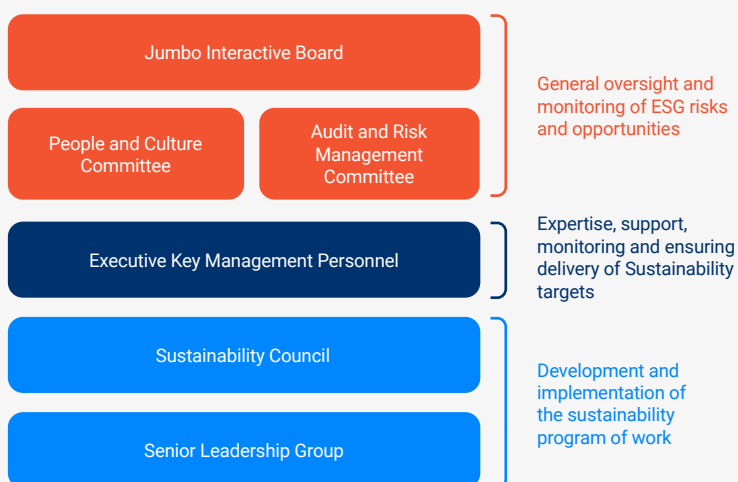 Jumbo Interactive Board
People and Culture
Committee
Audit and Risk
Management
Committee
General oversight and
monitoring of ESG risks
and opportunities
Executive Key Management Personnel
Expertise, support,
monitoring and ensuring
delivery of Sustainability
targets
Sustainability Council
Senior Leadership Group
Development and
implementation of
the sustainability
program of work